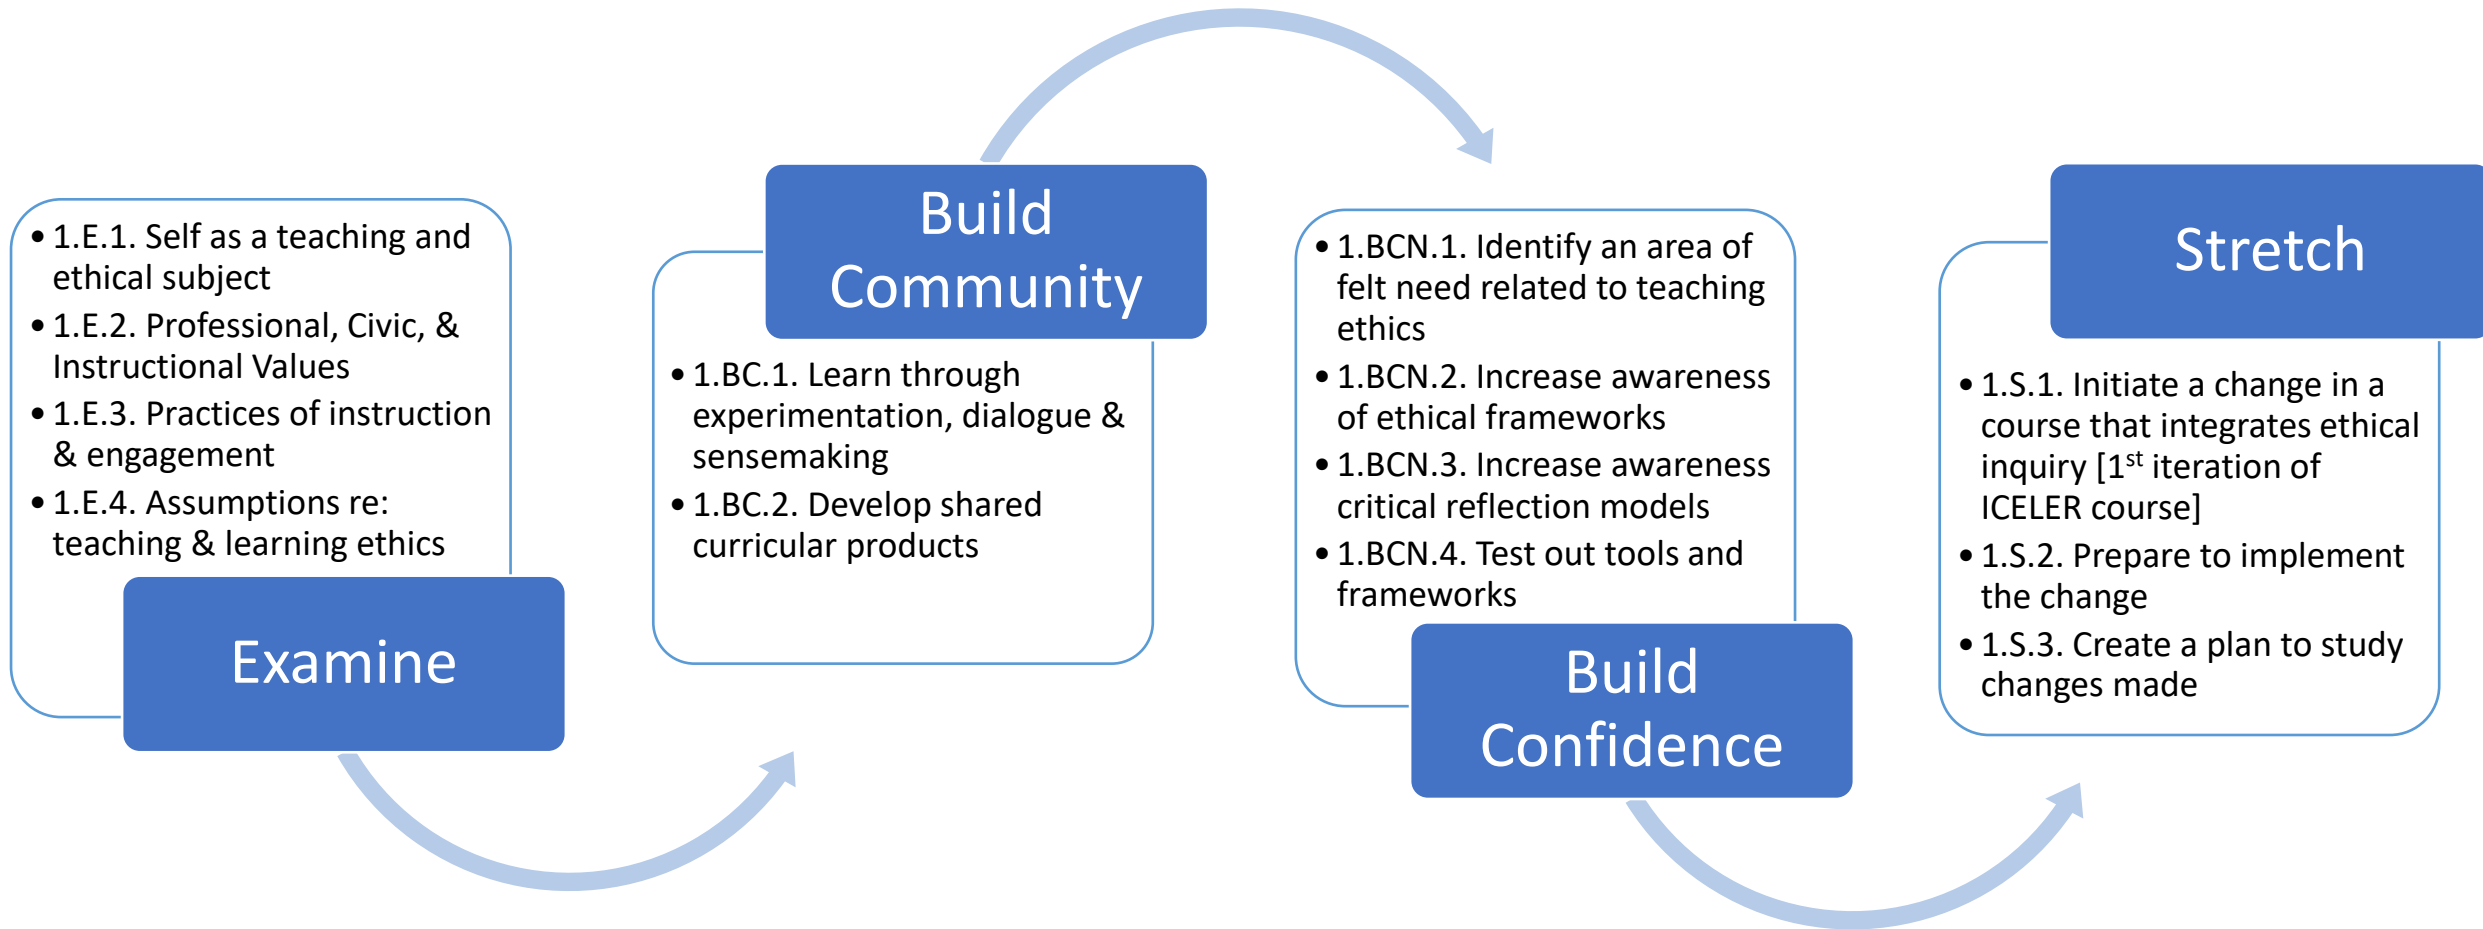 • 1.E.1. Self as a teaching and
ethical subject
• 1.E.2. Professional, Civic, &
Instructional Values
• 1.E.3. Practices of instruction
& engagement
• 1.E.4. Assumptions re:
teaching & learning ethics
Examine
Build
Community
• 1.BC.1. Learn through
experimentation, dialogue &
sensemaking
• 1.BC.2. Develop shared
curricular products
• 1.BCN.1. Identify an area of
felt need related to teaching
ethics
• 1.BCN.2. Increase awareness
of ethical frameworks
• 1.BCN.3. Increase awareness
critical reflection models
• 1.BCN.4. Test out tools and
frameworks
Build
Confidence
Stretch
• 1.S.1. Initiate a change in a
course that integrates ethical
inquiry [1st iteration of
ICELER course]
• 1.S.2. Prepare to implement
the change
• 1.S.3. Create a plan to study
changes made